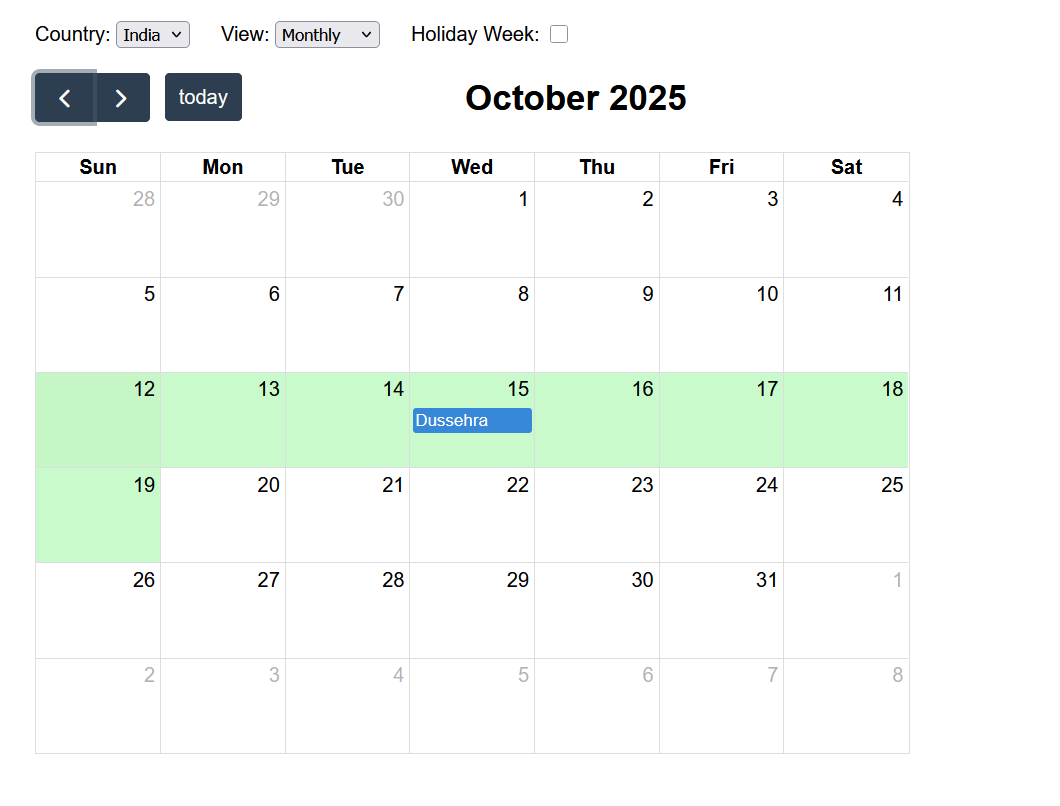 Country: India View: Monthly Holiday Week:
today October 2025
Sun Mon Tue Wed Thu Fri Sat
28 29 30 1 2 3 4
5 6 7 8 9 10 11
12 13 14 15 16 17 18
Dussehra
19 20 21 22 23 24 25
26 27 28 29 30 31 1
2 3 4 5 6 7 8